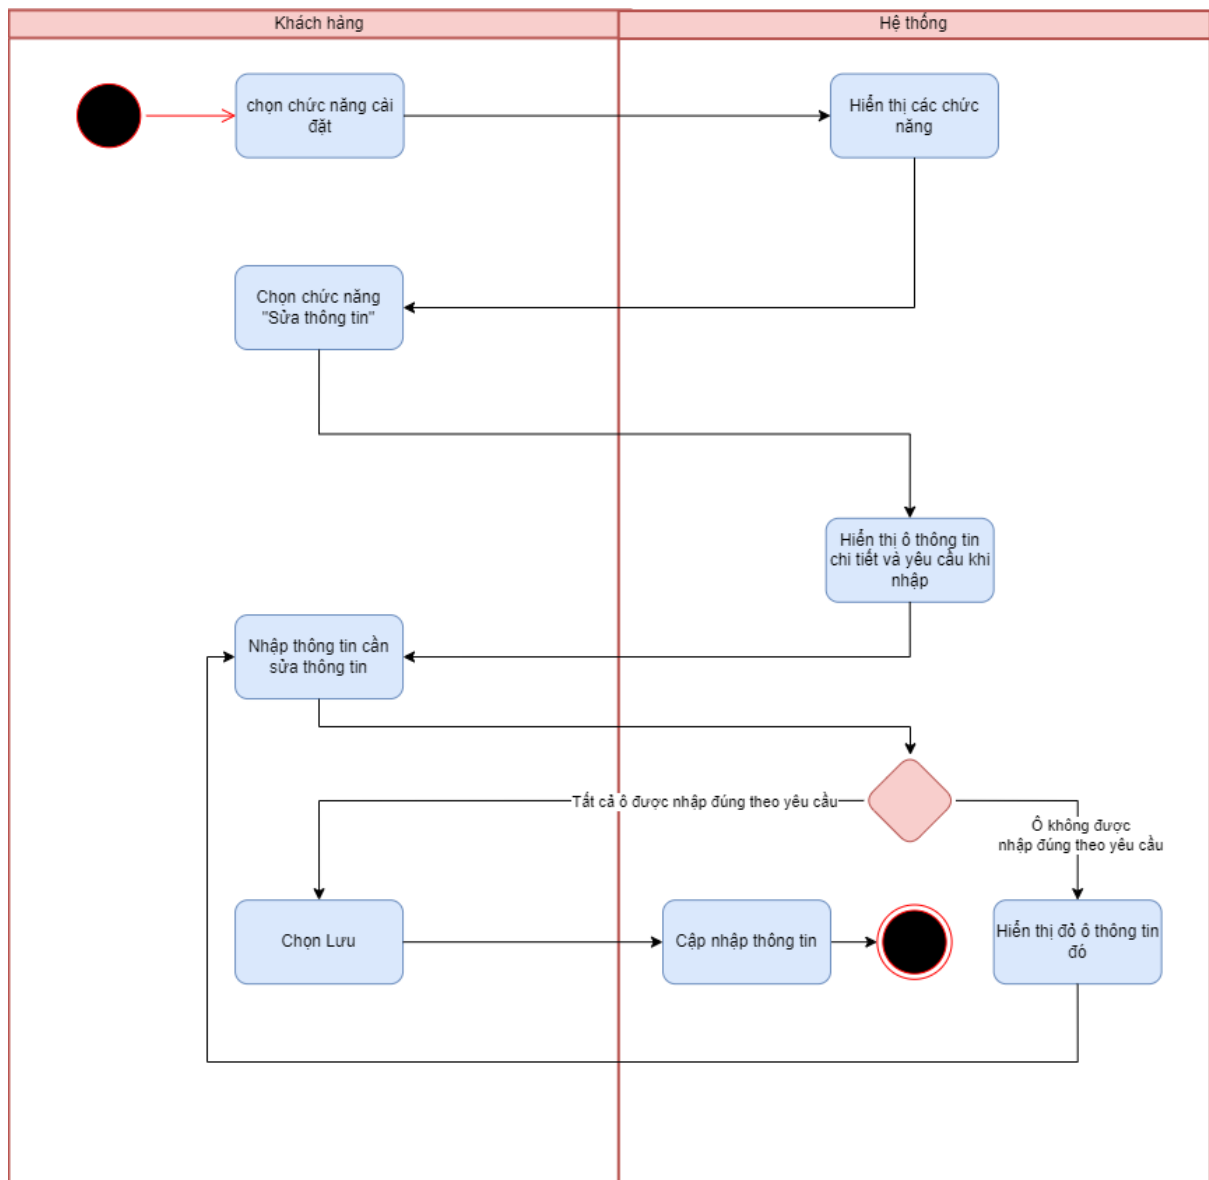 Khách hàng
Hệ thống
chọn chức năng cài
đặt
Hiển thị các chức
năng
Chọn chức năng
"Sửa thông tin"
Hiển thị ô thông tin
chi tiết và yêu cầu khi
nhập
Nhập thông tin cần
sửa thông tin
Tất cả ô được nhập đúng theo yêu cầu
Ô không được
nhập đúng theo yêu cầu
Chọn Lưu
Cập nhập thông tin
Hiển thị đỏ ô thông tin
đó